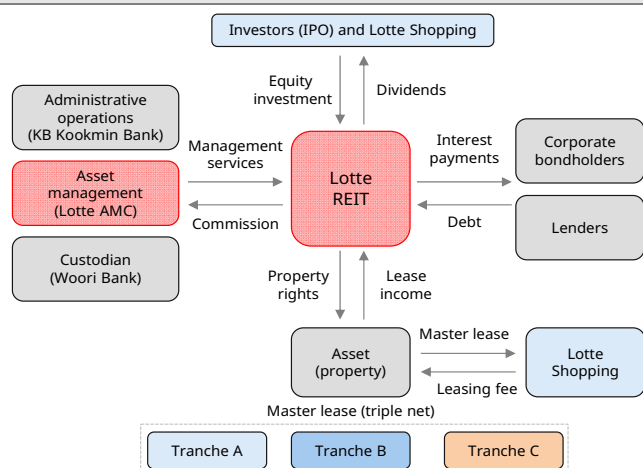 Investors (IPO) and Lotte Shopping
Equity
investment
Dividends
Administrative
operations
(KB Kookmin Bank)
Asset
management
(Lotte AMC)
Custodian
(Woori Bank)
Management
services
Commission
Lotte
REIT
Interest
payments
Debt
Corporate
bondholders
Lenders
Property
rights
Lease
income
Asset
(property)
Master lease
Leasing fee
Lotte
Shopping
Master lease (triple net)
Tranche A
Tranche B
Tranche C